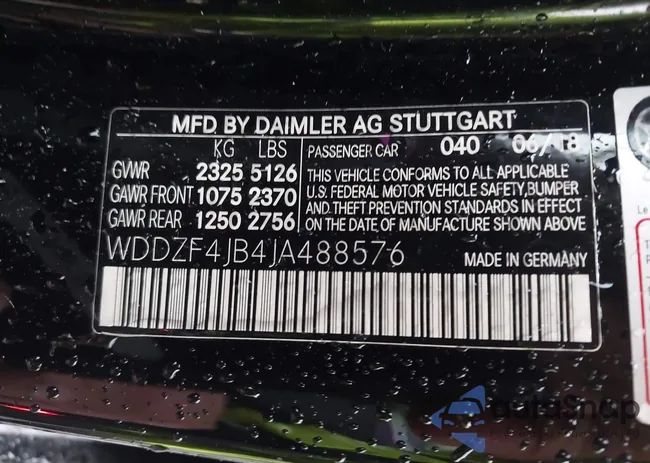 MFD BY DAIMLER AG STUTTGART
KG LBS
GVWR 2325 5126
GAWR FRONT 1075 2370
GAWR REAR 1250 2756
PASSENGER CAR 040 06/18
THIS VEHICLE CONFORMS TO ALL APPLICABLE
U.S. FEDERAL MOTOR VEHICLE SAFETY, BUMPER
AND THEFT PREVENTION STANDARDS IN EFFECT
ON THE DATE OF MANUFACTURE SHOWN ABOVE
WDDZF4JB4JA488576
MADE IN GERMANY
Le
autaSnap